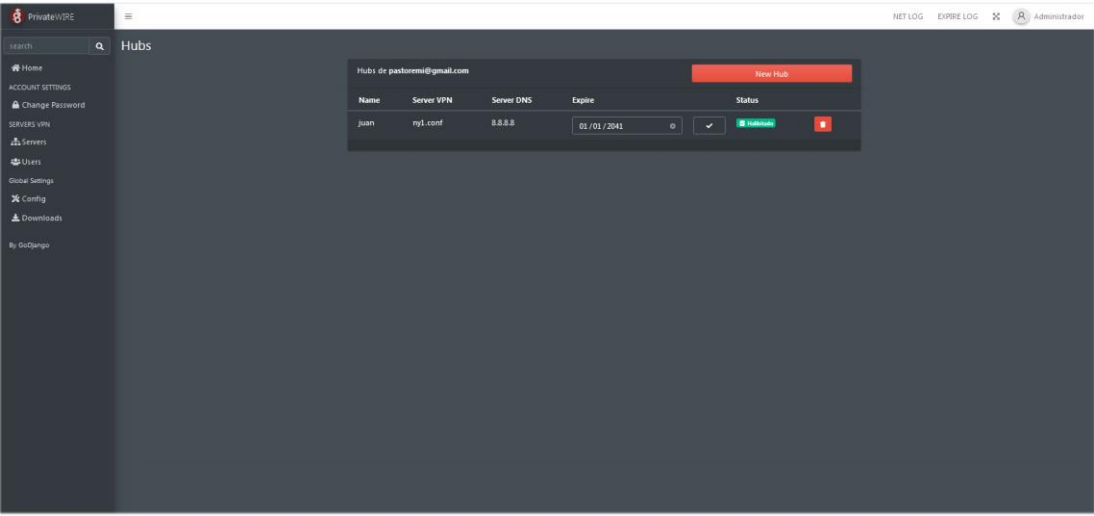 PrivateWIRE
NET LOG EXPIRE LOG Administrador
search
Hubs
Home
ACCOUNT SETTINGS
Change Password
SERVERS VPN
Servers
Users
Global Settings
Config
Downloads
By GoDjango
Hubs de pastoremi@gmail.com
New Hub
Name Server VPN Server DNS Expire Status
juan ny1.conf 8.8.8.8 01/01/2041 Habilitado